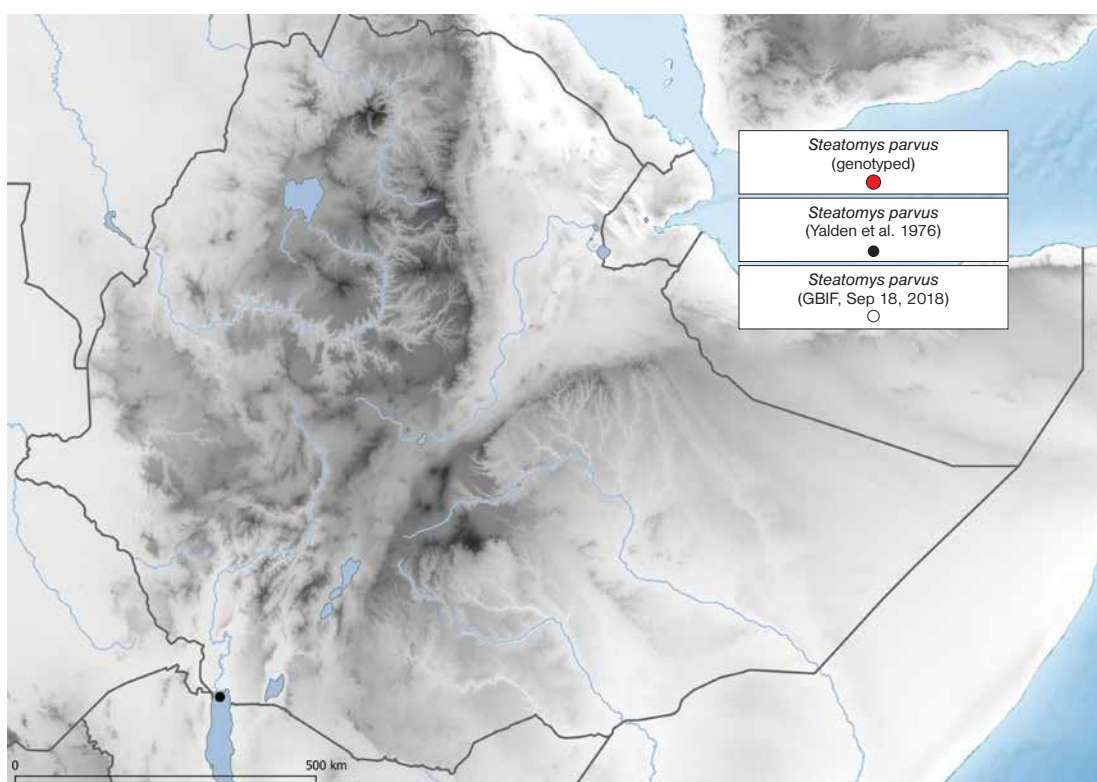 Steatomys parvus
(genotyped)
Steatomys parvus
(Yalden et al. 1976)
Steatomys parvus
(GBIF, Sep 18, 2018)
0
500 km